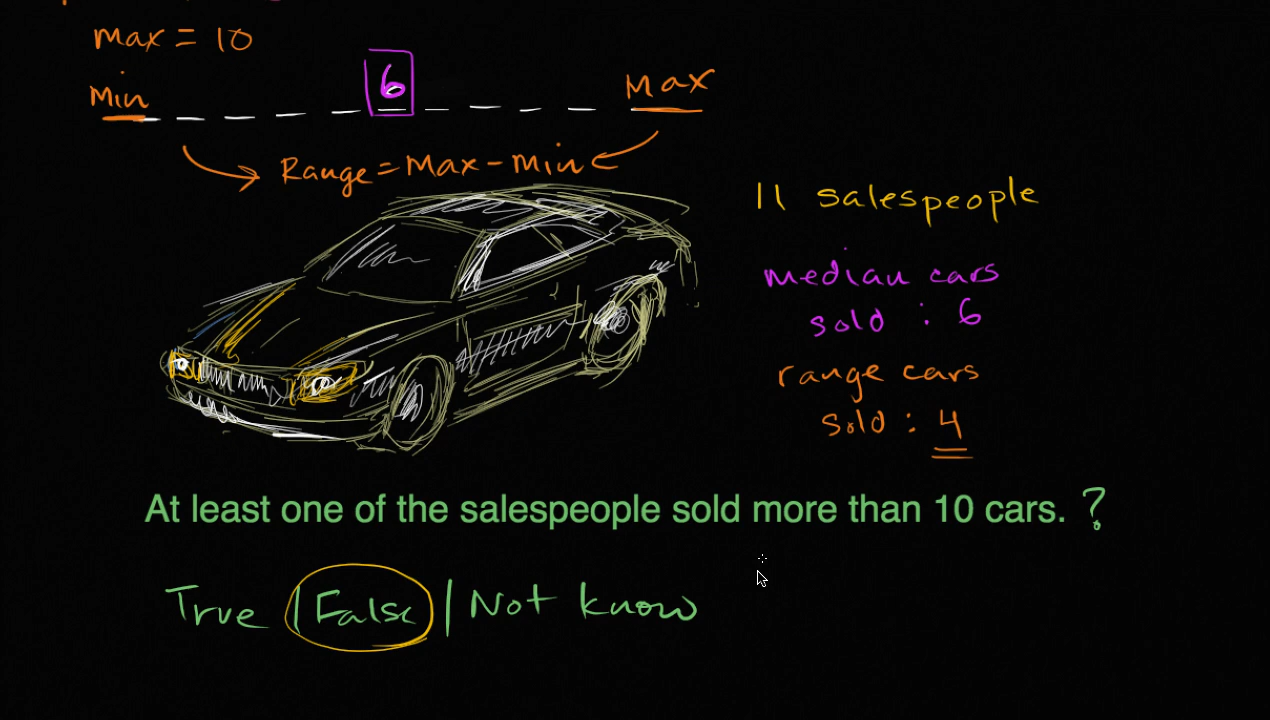 max = 10
Min 6 Max
Range = Max - Min
11 salespeople
median cars
sold : 6
range cars
sold : 4
At least one of the salespeople sold more than 10 cars. ?
True | False | Not know